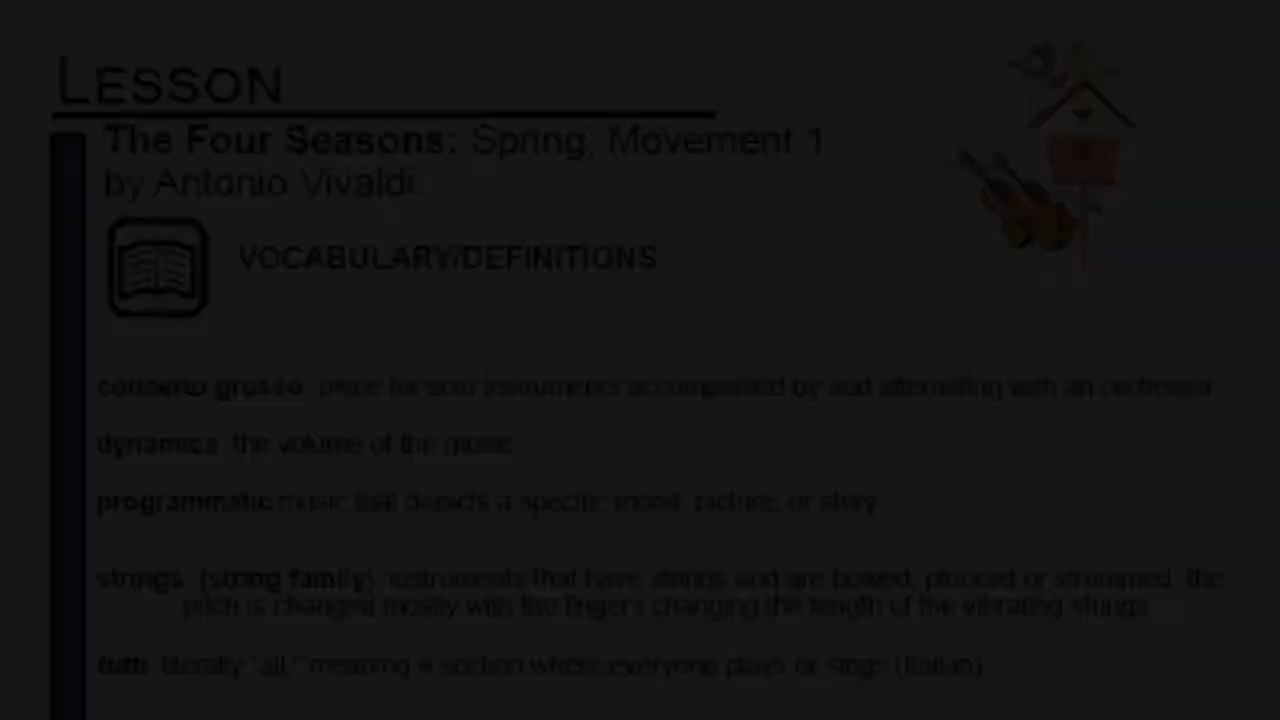 LESSON
The Four Seasons: Spring, Movement 1
by Antonio Vivaldi
VOCABULARY/DEFINITIONS
concerto grosso piece for solo instruments accompanied by and alternating with an orchestra
dynamics the volume of the music
programmatic music that depicts a specific mood, picture, or story
strings (string family) instruments that have strings and are bowed, plucked or strummed, the
pitch is changed mostly with the fingers changing the length of the vibrating strings
tutti literally "all," meaning a section where everyone plays or sings (Italian)